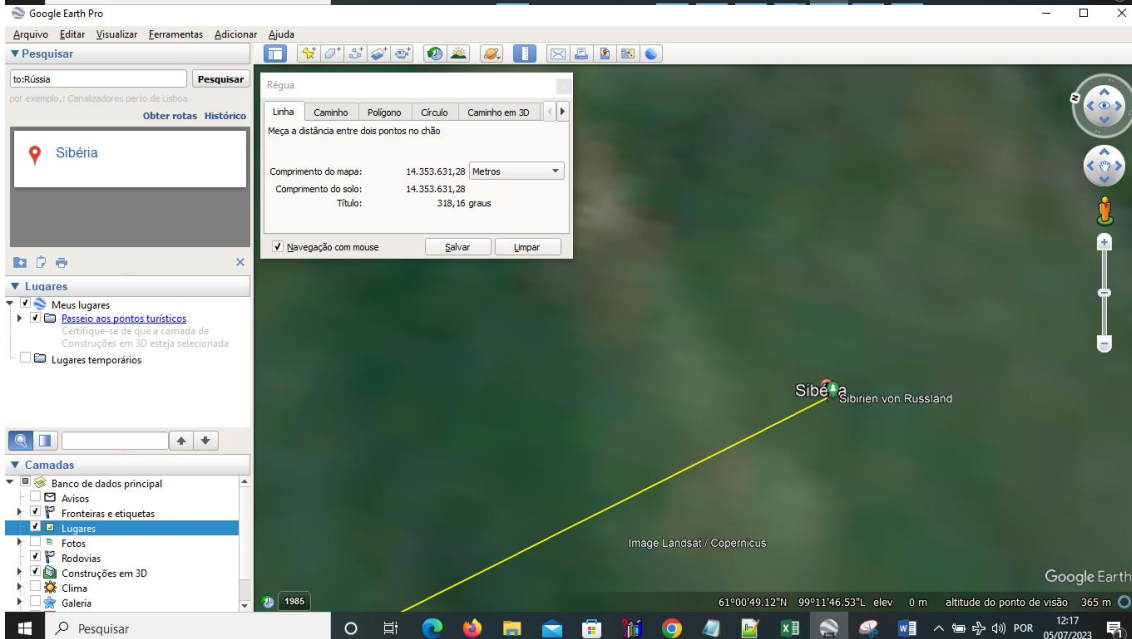 Google Earth Pro
Arquivo Editar Visualizar Ferramentas Adicionar Ajuda
▼ Pesquisar
to:Rússia
Pesquisar
por exemplo,: Canalizadores perto de Lisboa
Obter rotas Histórico
Sibéria
▼ Lugares
Meus lugares
Passeio aos pontos turísticos
Certifique-se de que a camada de
Construções em 3D esteja selecionada
Lugares temporários
▼ Camadas
Banco de dados principal
Avisos
Fronteiras e etiquetas
Lugares
Fotos
Rodovias
Construções em 3D
Clima
Galeria
Régua
Linha Caminho Polígono Círculo Caminho em 3D
Meça a distância entre dois pontos no chão
Comprimento do mapa: 14.353.631,28 Metros
Comprimento do solo: 14.353.631,28
Título: 318,16 graus
Navegação com mouse Salvar Limpar
N
Sibéria
Sibirien von Russland
Image Landsat / Copernicus
Google Earth
1985
61°00'49.12"N 99°11'46.53"L elev 0 m altitude do ponto de visão 365 m
Pesquisar
POR
12:17
05/07/2023